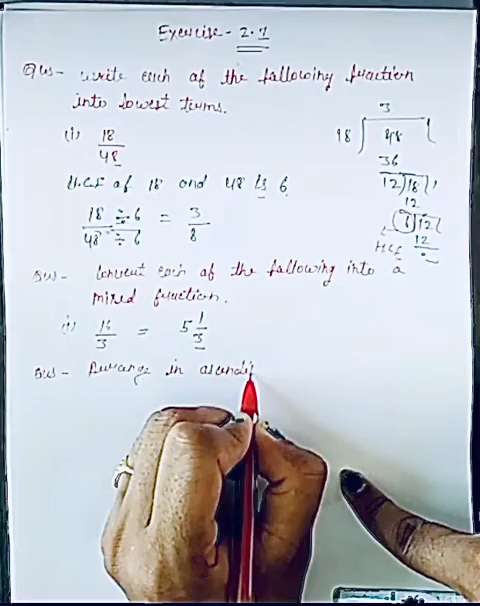 Exercise - 2.1
Qus - write each of the following fraction
into lowest terms.
(i) 18/48
H.C.F of 18 and 48 is 6
18 ÷ 6 / 48 ÷ 6 = 3/8
3
18 48
36
12 18 1
12
6 12
HCF 12
Qus - Convert each of the following into a
mixed fraction.
(i) 16/3 = 5 1/3
Qus - Arrange in asendi